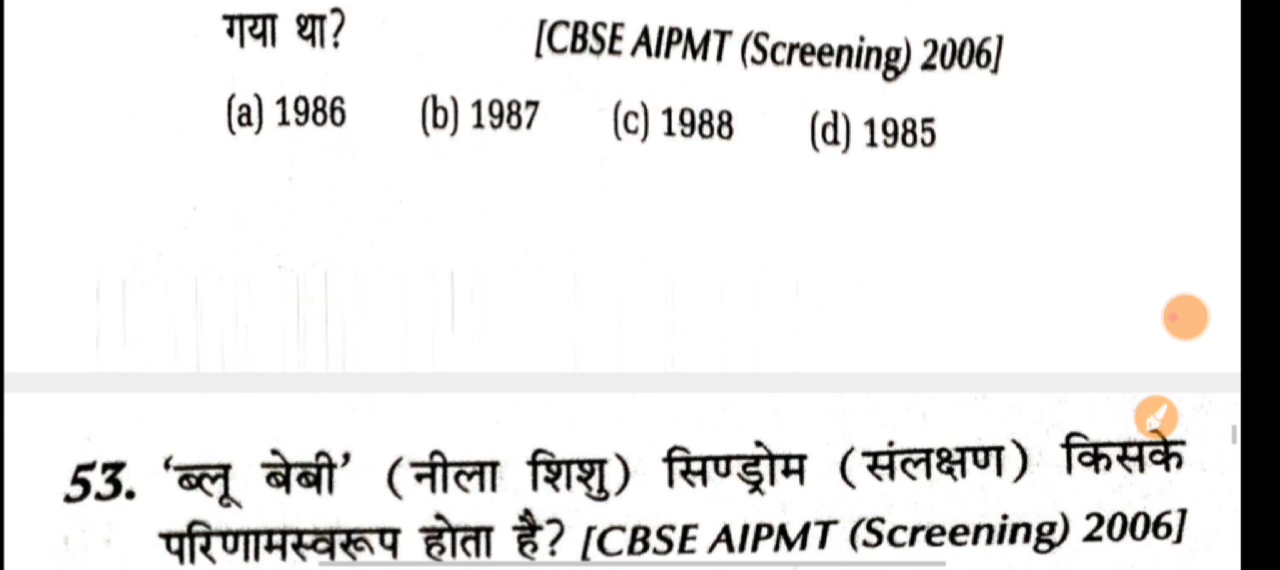 गया था? [CBSE AIPMT (Screening) 2006]
(a) 1986 (b) 1987 (c) 1988 (d) 1985
53. ‘ब्लू बेबी’ (नीला शिशु) सिण्ड्रोम (संलक्षण) किसके
परिणामस्वरूप होता है? [CBSE AIPMT (Screening) 2006]